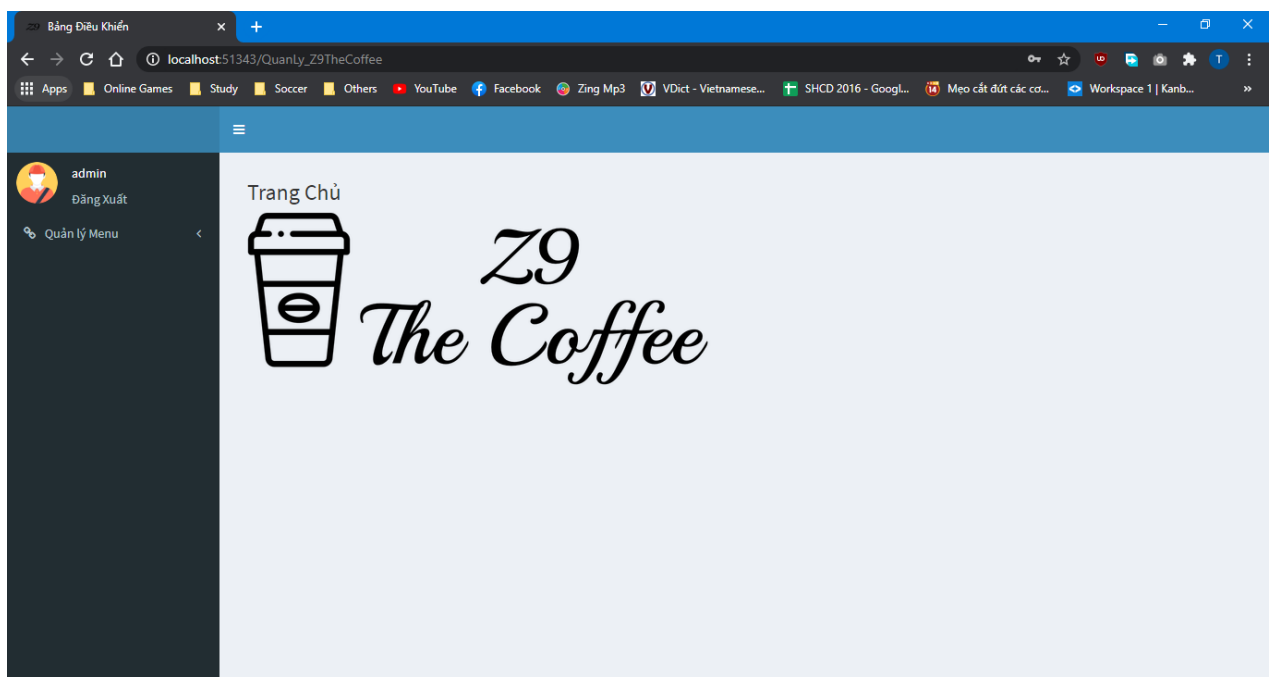 Z9 Bảng Điều Khiển
localhost:51343/QuanLy_Z9TheCoffee
Apps Online Games Study Soccer Others YouTube Facebook Zing Mp3 VDict - Vietnamese... SHCD 2016 - Googl... 14 Mẹo cắt đứt các cơ... Workspace 1 | Kanb... »
T
admin
Đăng Xuất
Quản lý Menu
Trang Chủ
Z9
The Coffee